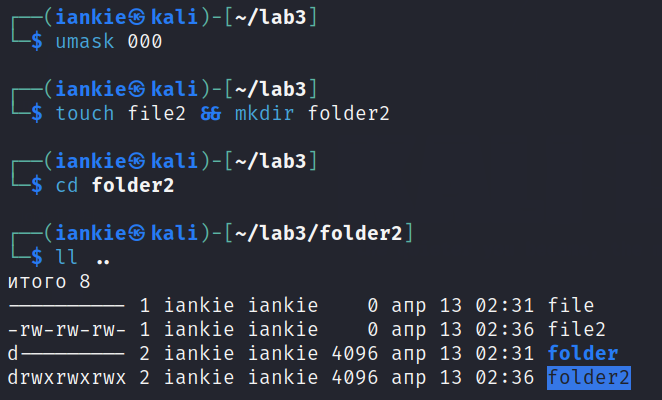 ┌──(iankie㉿kali)-[~/lab3]
└─$ umask 000
┌──(iankie㉿kali)-[~/lab3]
└─$ touch file2 && mkdir folder2
┌──(iankie㉿kali)-[~/lab3]
└─$ cd folder2
┌──(iankie㉿kali)-[~/lab3/folder2]
└─$ ll ..
итого 8
---------- 1 iankie iankie    0 апр 13 02:31 file
-rw-rw-rw- 1 iankie iankie    0 апр 13 02:36 file2
d--------- 2 iankie iankie 4096 апр 13 02:31 folder
drwxrwxrwx 2 iankie iankie 4096 апр 13 02:36 folder2